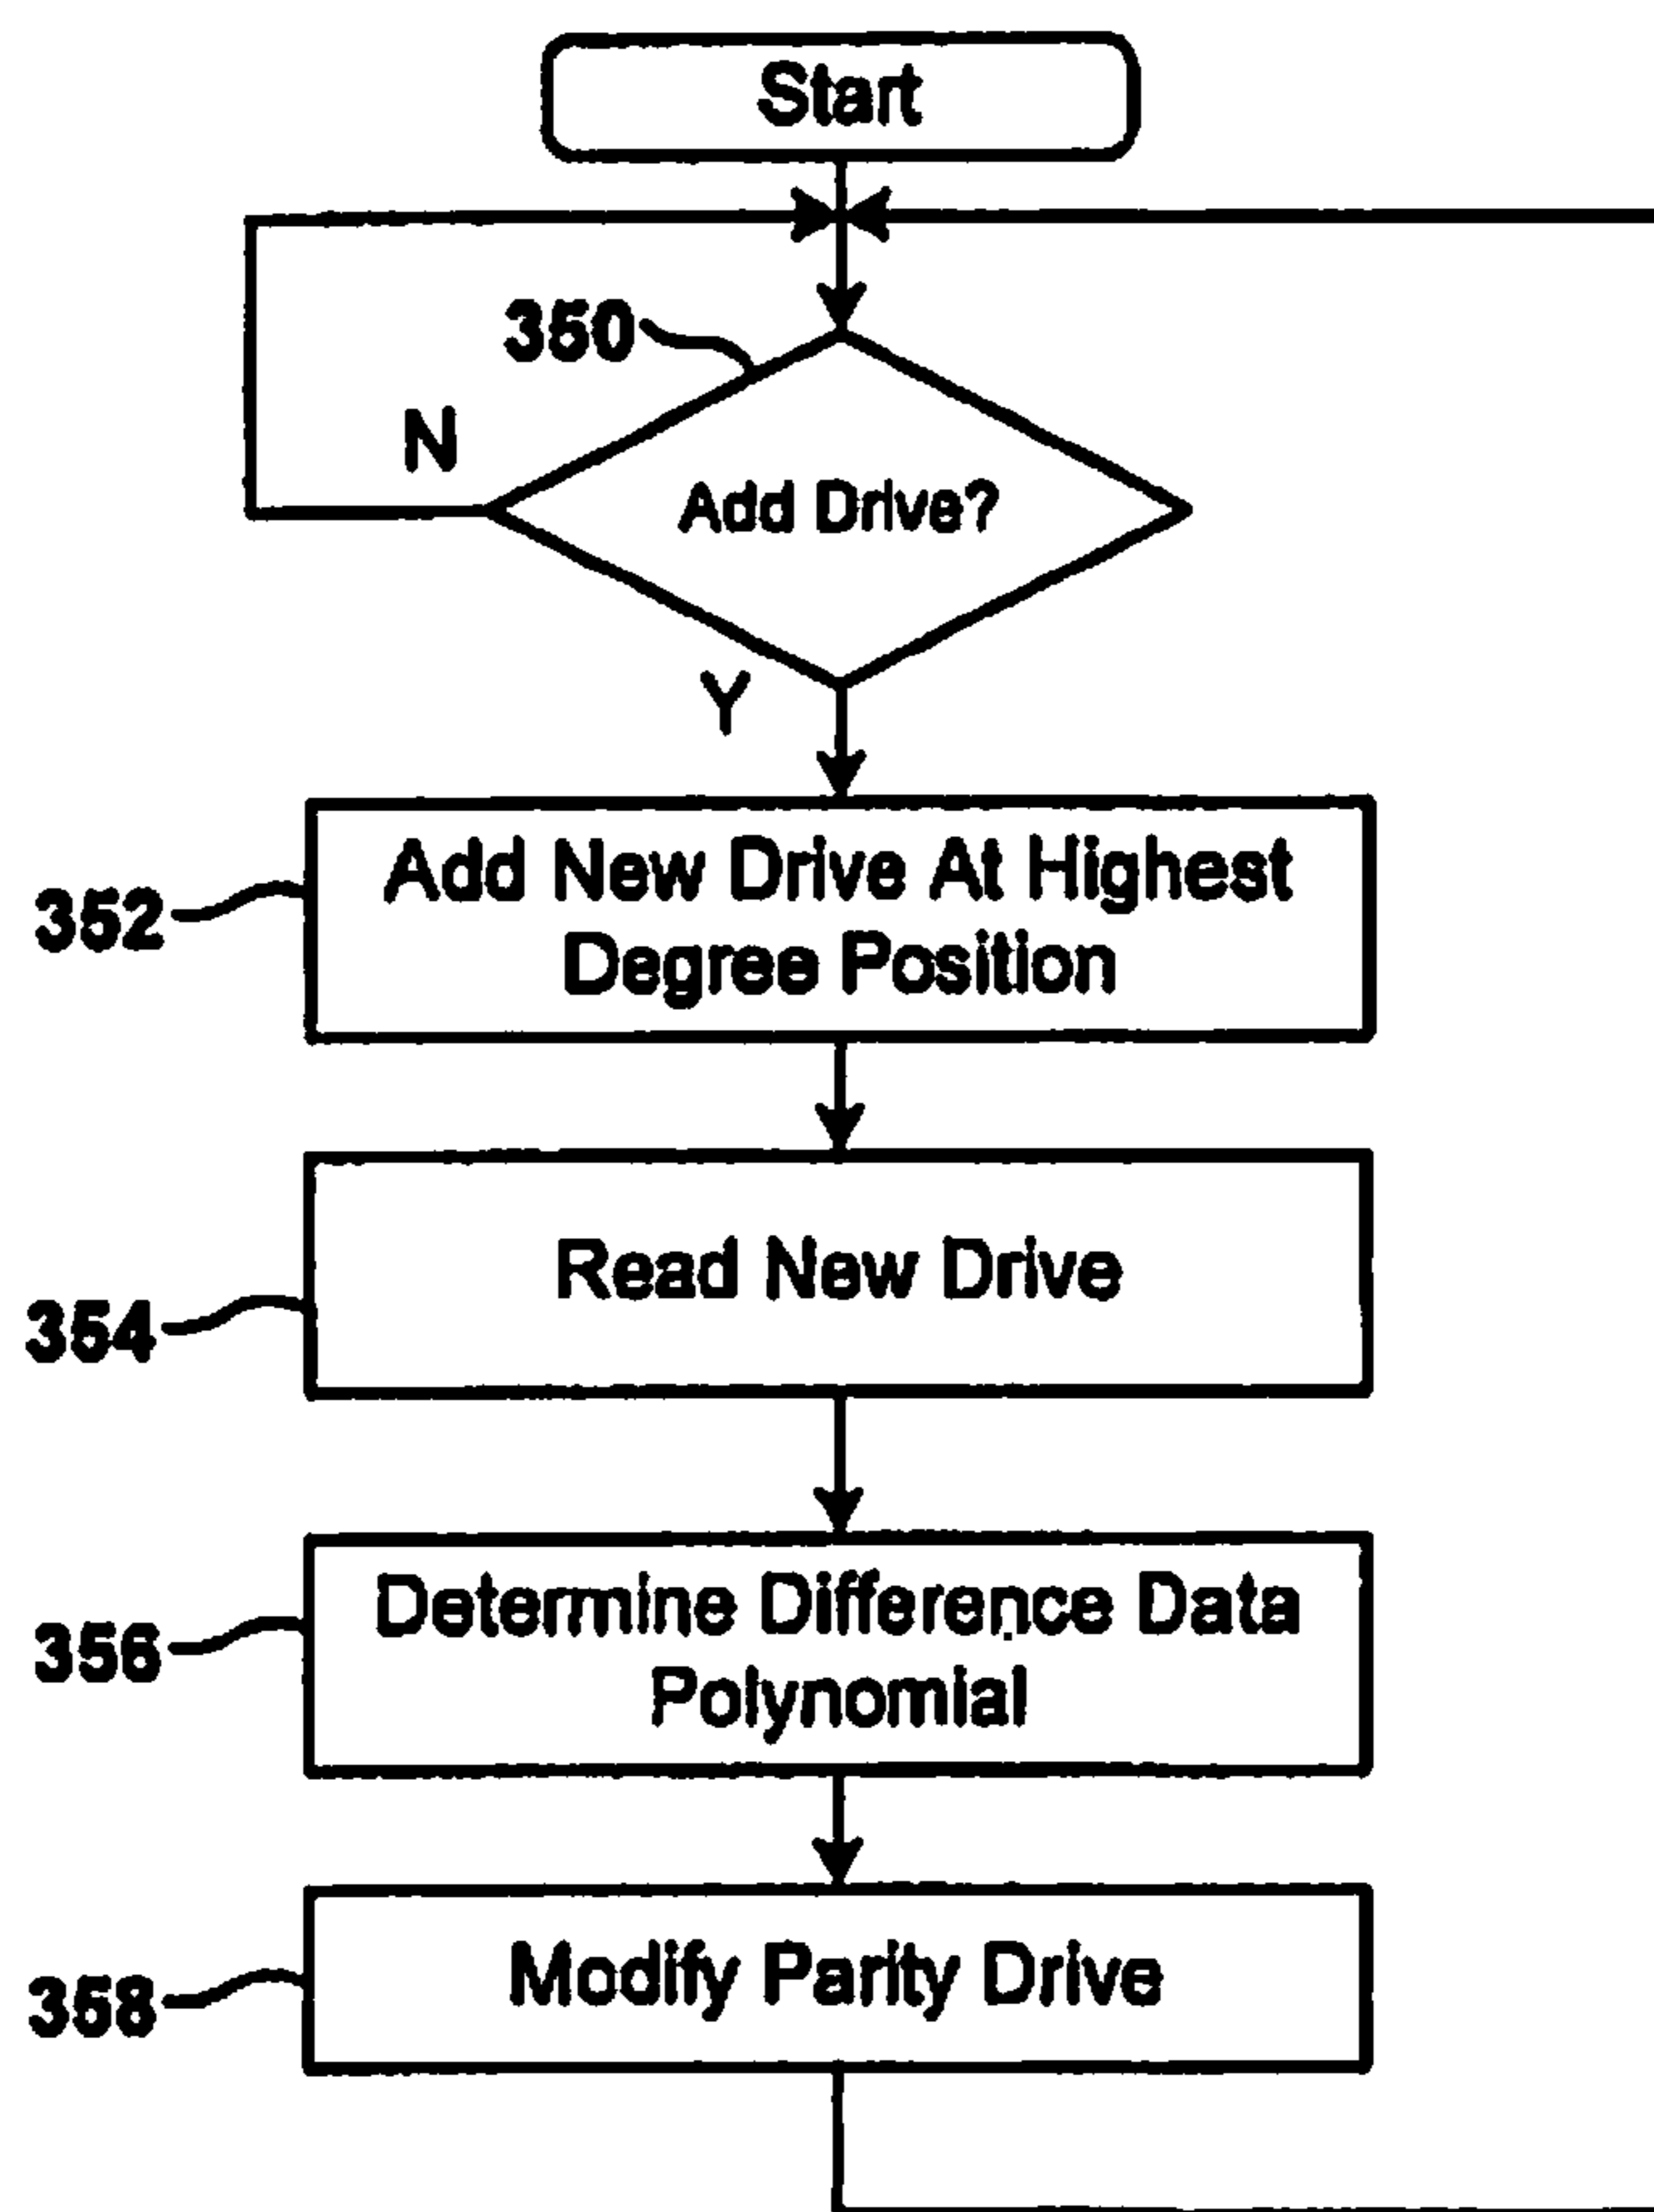 Start
350
N
Add Drive?
Y
Add New Drive At Highest
Degree Position
352
Read New Drive
354
Determine Difference Data
Polynomial
356
Modify Parity Drive
358